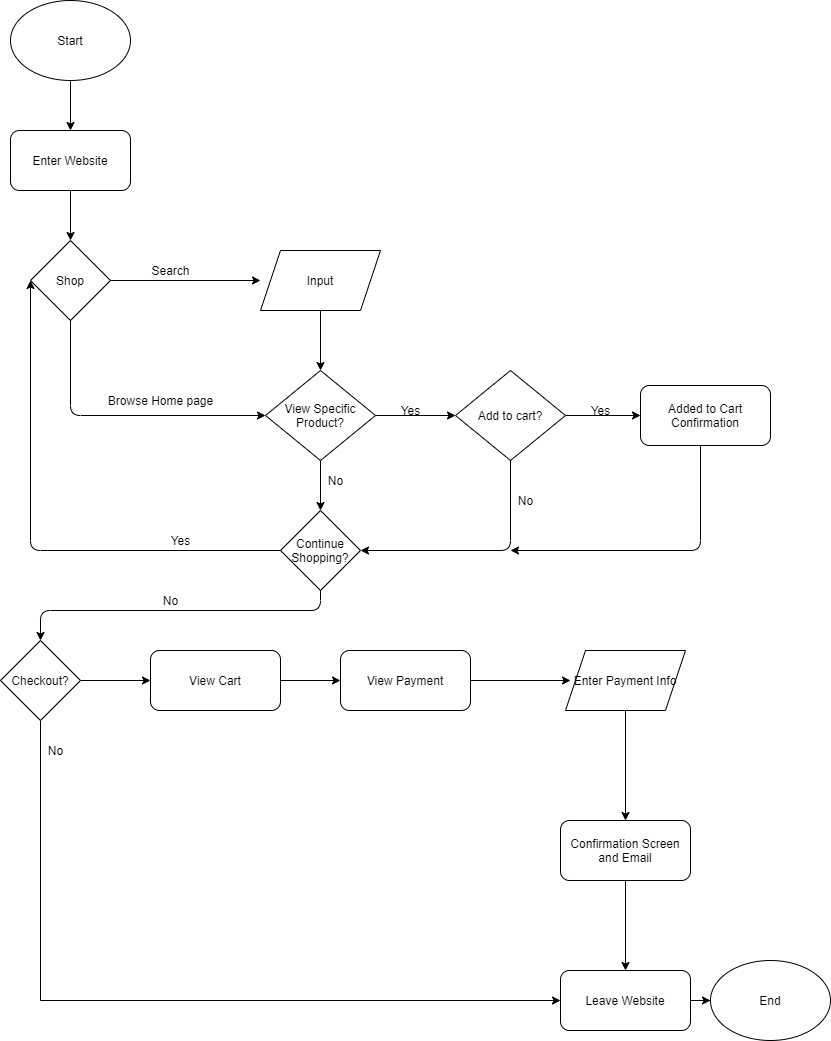 Start
Enter Website
Shop
Search
Input
Browse Home page
View Specific
Product?
Yes
Add to cart?
Yes
Added to Cart
Confirmation
No
No
Yes
Continue
Shopping?
No
Checkout?
View Cart
View Payment
Enter Payment Info
No
Confirmation Screen
and Email
Leave Website
End